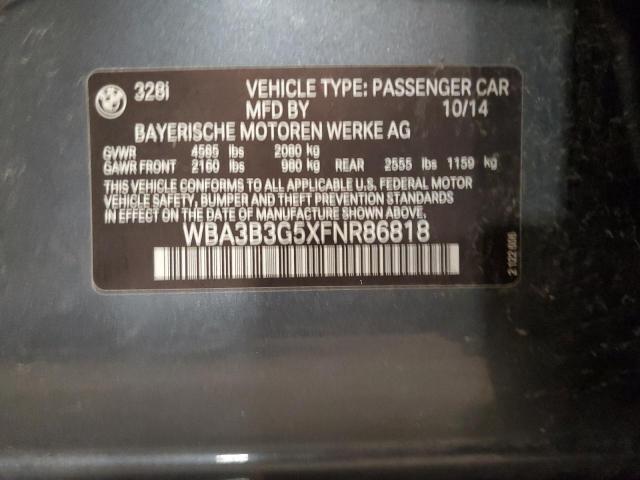 328i VEHICLE TYPE: PASSENGER CAR
MFD BY 10/14
BAYERISCHE MOTOREN WERKE AG
GVWR 4585 lbs 2080 kg
GAWR FRONT 2160 lbs 980 kg REAR 2555 lbs 1159 kg
THIS VEHICLE CONFORMS TO ALL APPLICABLE U.S. FEDERAL MOTOR
VEHICLE SAFETY, BUMPER AND THEFT PREVENTION STANDARDS
IN EFFECT ON THE DATE OF MANUFACTURE SHOWN ABOVE.
WBA3B3G5XFNR86818